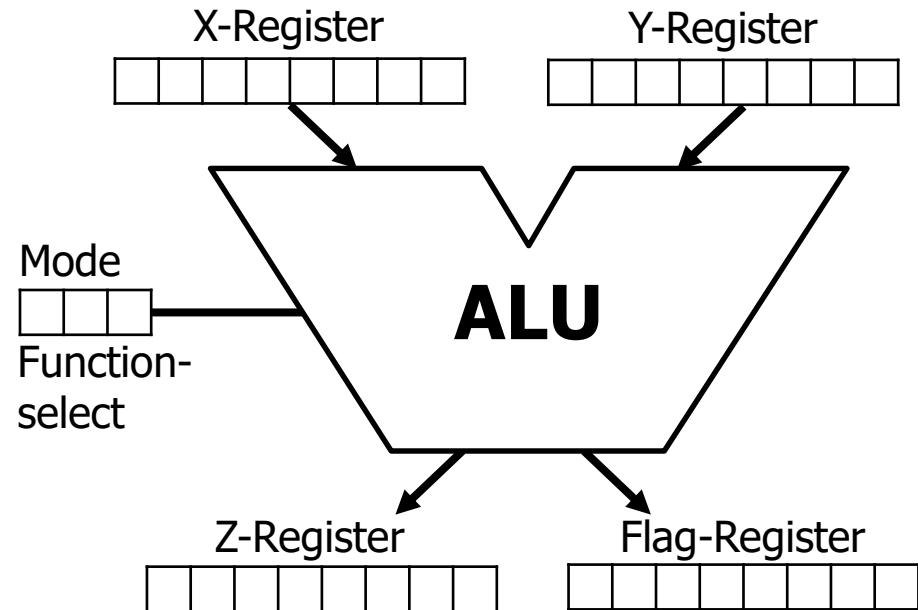 X-Register
Y-Register
Mode
ALU
Function-
select
Z-Register
Flag-Register